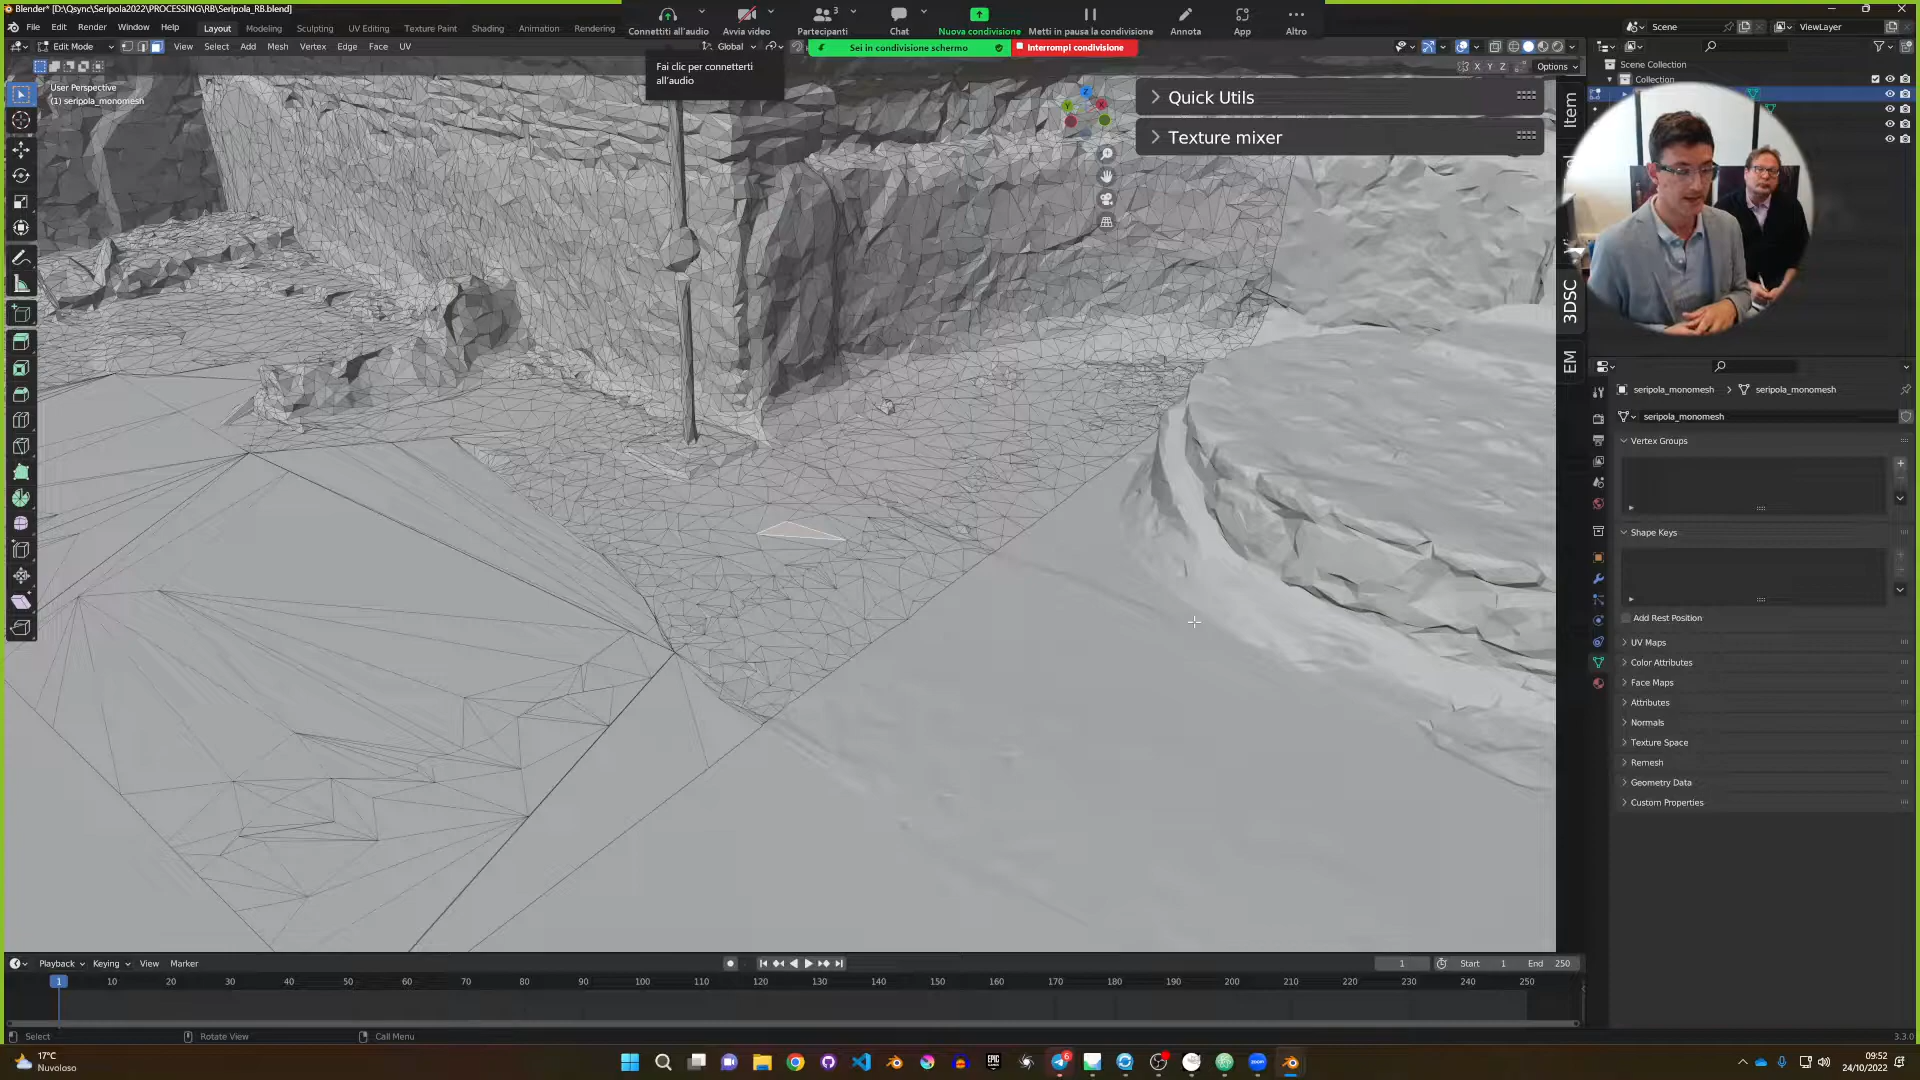 Blender* [D:\Qsync\Seripola2022\PROCESSING\RB\Seripola_RB.blend]
File Edit Render Window Help Layout Modeling Sculpting UV Editing Texture Paint Shading Animation Rendering
Connettiti all'audio Avvia video Partecipanti 3 Chat Nuova condivisione Metti in pausa la condivisione Annota App Altro
Scene ViewLayer
Edit Mode View Select Add Mesh Vertex Edge Face UV Global
Sei in condivisione schermo Interrompi condivisione
Fai clic per connetterti
all'audio
X Y Z Options
User Perspective
(1) seripola_monomesh
Quick Utils
Texture mixer
Item
3DSC
EM
Scene Collection
Collection
seripola_monomesh > seripola_monomesh
seripola_monomesh
Vertex Groups
Shape Keys
Add Rest Position
UV Maps
Color Attributes
Face Maps
Attributes
Normals
Texture Space
Remesh
Geometry Data
Custom Properties
Playback Keying View Marker
1 Start 1 End 250
1 10 20 30 40 50 60 70 80 90 100 110 120 130 140 150 160 170 180 190 200 210 220 230 240 250
Select Rotate View Call Menu
3.3.0
17°C
Nuvoloso
EPIC
6
zoom
09:52
24/10/2022